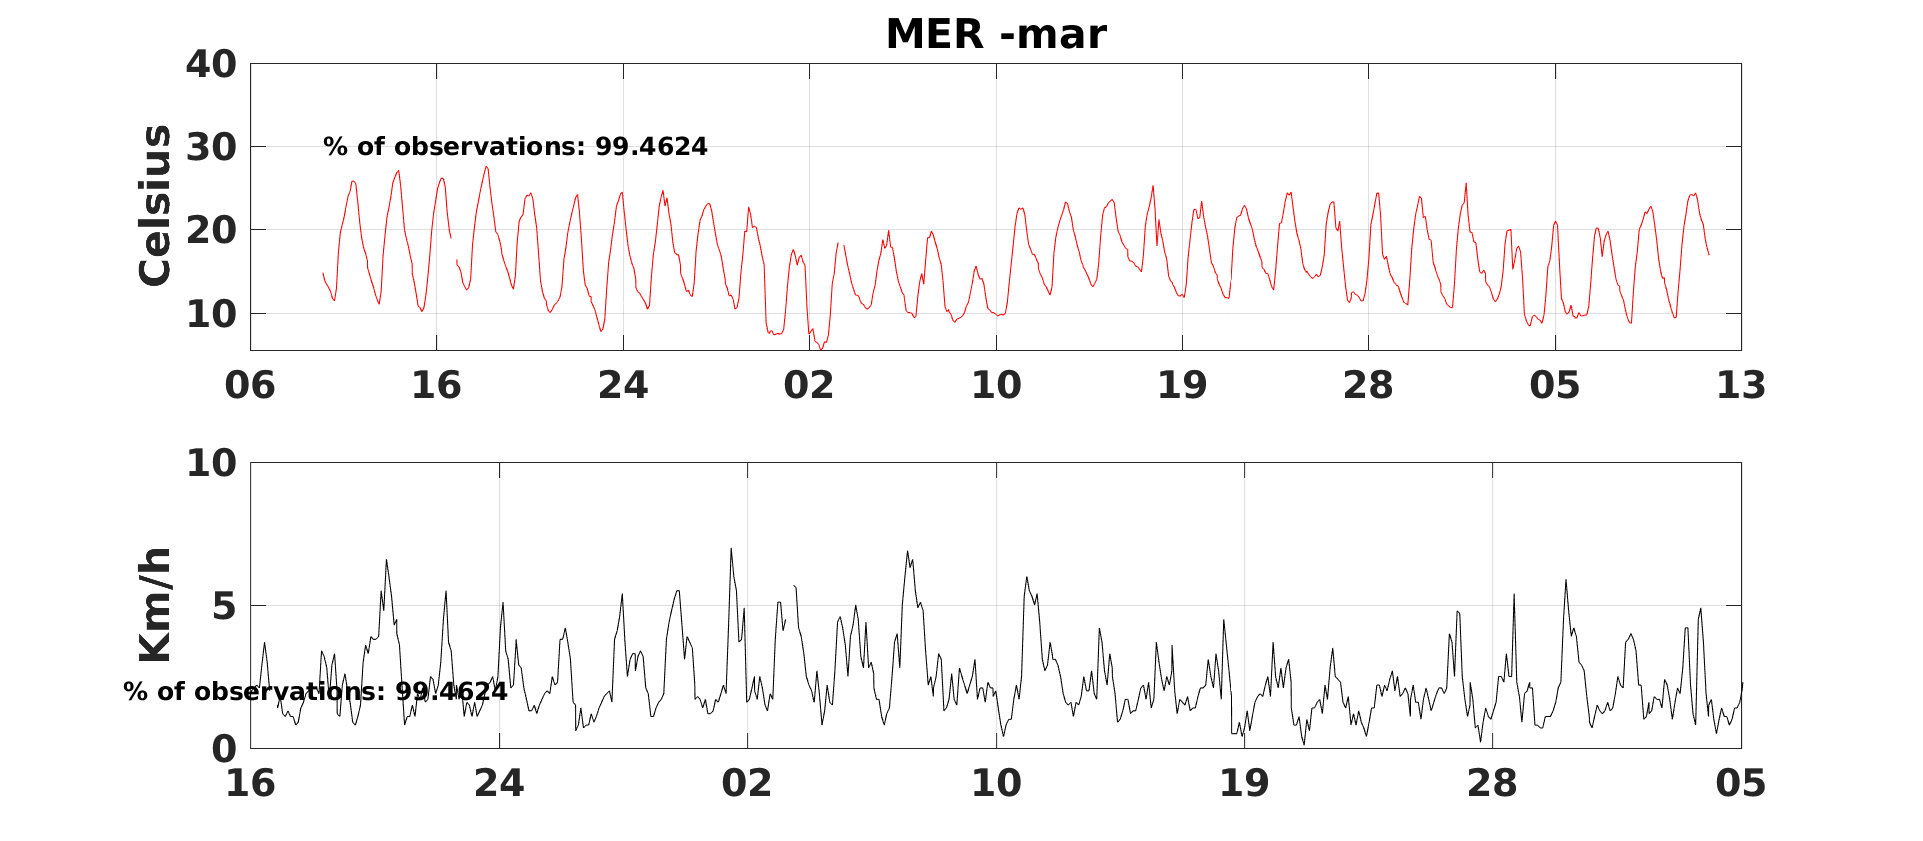 MER -mar
Celsius
40
30
20
10
% of observations: 99.4624
06 16 24 02 10 19 28 05 13
Km/h
10
5
0
% of observations: 99.4624
16 24 02 10 19 28 05